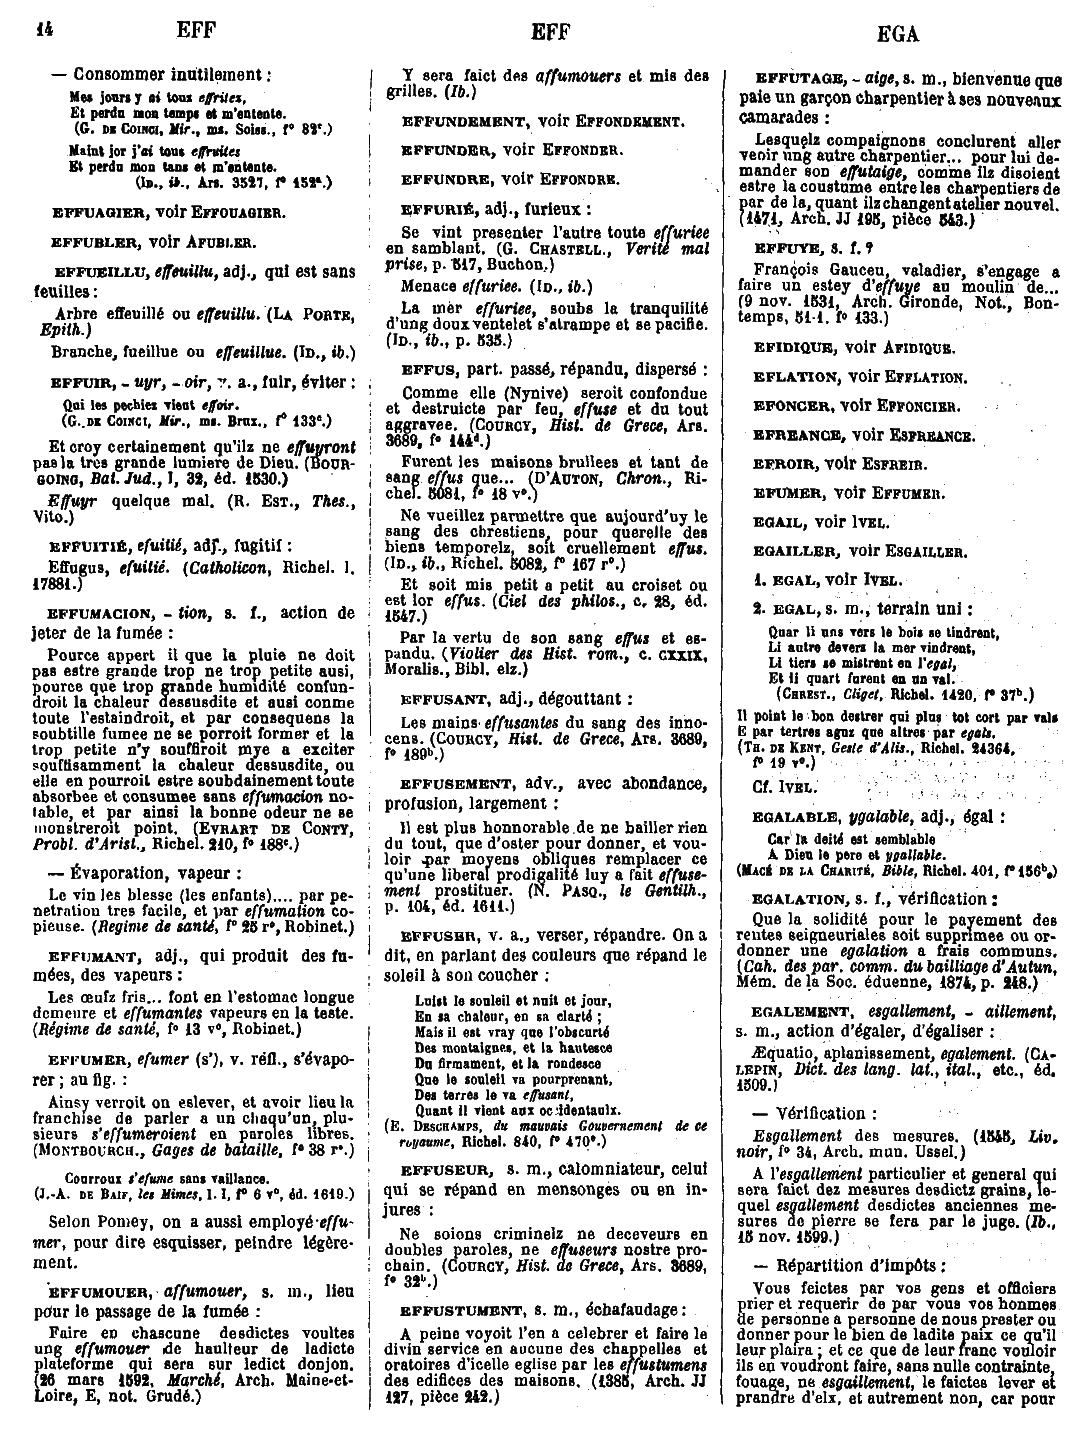 14 EFF EFF EGA
— Consommer inutilement :
Mes jours y ai touz effritez,
Et perdu mon temps et m'entente.
(G. DE COINCI, Mir., ms. Soiss., f° 82ᵉ.)
Maint jor j'ai tous effruites
Et perdu mon tans et m'entente.
(ID., ib., Ars. 3527, f° 152ᵃ.)
EFFUAGIER, voir EFFOUAGIER.
EFFUBLER, voir AFUBLER.
EFFUEILLU, effeuillu, adj., qui est sans
feuilles :
Arbre effeuillé ou effeuillu. (LA PORTE,
Epith.)
Branche, fueillue ou effeuillue. (ID., ib.)
EFFUIR, - uyr, - oir, v. a., fuir, éviter :
Qui les pechiez vient effoir.
(G. DE COINCI, Mir., ms. Brux., f° 133ᶜ.)
Et croy certainement qu'ilz ne effuyront
pas la tres grande lumiere de Dieu. (BOUR-
GOING, Bat. Jud., I, 32, éd. 1530.)
Effuyr quelque mal. (R. EST., Thes.,
Vito.)
EFFUITIÉ, efuitié, adj., fugitif :
Effugus, efuitié. (Catholicon, Richel. l.
17881.)
EFFUMACION, - tion, s. f., action de
jeter de la fumée :
Pource appert il que la pluie ne doit
pas estre grande trop ne trop petite ausi,
pource que trop grande humidité confun-
droit la chaleur dessusdite et ausi conme
toute l'estaindroit, et par consequens la
soubtille fumee ne se porroit former et la
trop petite n'y souffiroit mye a exciter
souffisamment la chaleur dessusdite, ou
elle en pourroit estre soubdainement toute
absorbee et consumee sans effumacion no-
table, et par ainsi la bonne odeur ne se
monstreroit point. (EVRART DE CONTY,
Probl. d'Arist., Richel. 210, f° 188ᶜ.)
— Évaporation, vapeur :
Le vin les blesse (les enfants).... par pe-
netration tres facile, et par effumation co-
pieuse. (Regime de santé, f° 25 r°, Robinet.)
EFFUMANT, adj., qui produit des fu-
mées, des vapeurs :
Les œufz fris... font en l'estomac longue
demeure et effumantes vapeurs en la teste.
(Régime de santé, f° 13 v°, Robinet.)
EFFUMER, efumer (s'), v. réfl., s'évapo-
rer ; au fig. :
Ainsy verroit on eslever, et avoir lieu la
franchise de parler a un chaqu'un, plu-
sieurs s'effumeroient en paroles libres.
(MONTBOURCH., Gages de bataille, f° 38 r°.)
Courroux s'efume sans vaillance.
(J.-A. DE BAIF, les Mimes, l. I, f° 6 v°, éd. 1619.)
Selon Pomey, on a aussi employé effu-
mer, pour dire esquisser, peindre légère-
ment.
EFFUMOUER, affumouer, s. m., lieu
pour le passage de la fumée :
Faire en chascune desdictes voultes
ung effumouer de haulteur de ladicte
plateforme qui sera sur ledict donjon.
(26 mars 1592, Marché, Arch. Maine-et-
Loire, E, not. Grudé.)
Y sera faict des affumouers et mis des
grilles. (Ib.)
EFFUNDEMENT, voir EFFONDEMENT.
EFFUNDER, voir EFFONDER.
EFFUNDRE, voir EFFONDRE.
EFFURIÉ, adj., furieux :
Se vint presenter l'autre toute effuriee
en samblant. (G. CHASTELL., Verité mal
prise, p. 517, Buchon.)
Menace effuriee. (ID., ib.)
La mer effuriee, soubs la tranquilité
d'ung doux ventelet s'atrampe et se pacifie.
(ID., ib., p. 535.)
EFFUS, part. passé, répandu, dispersé :
Comme elle (Nynive) seroit confondue
et destruicte par feu, effuse et du tout
aggravee. (COURCY, Hist. de Grece, Ars.
3689, f° 144ᵈ.)
Furent les maisons brullees et tant de
sang effus que... (D'AUTON, Chron., Ri-
chel. 5081, f° 18 v°.)
Ne vueillez parmettre que aujourd'uy le
sang des chrestiens, pour querelle des
biens temporelz, soit cruellement effus.
(ID., ib., Richel. 5082, f° 167 r°.)
Et soit mis petit a petit au croiset ou
est lor effus. (Ciel des philos., c. 28, éd.
1547.)
Par la vertu de son sang effus et es-
pandu. (Violier des Hist. rom., c. CXXIX,
Moralis., Bibl. elz.)
EFFUSANT, adj., dégouttant :
Les mains effusantes du sang des inno-
cens. (COURCY, Hist. de Grece, Ars. 3689,
f° 189ᵇ.)
EFFUSEMENT, adv., avec abondance,
profusion, largement :
Il est plus honnorable de ne bailler rien
du tout, que d'oster pour donner, et vou-
loir par moyens obliques remplacer ce
qu'une liberal prodigalité luy a fait effuse-
ment prostituer. (N. PASQ., le Gentilh.,
p. 104, éd. 1611.)
EFFUSER, v. a., verser, répandre. On a
dit, en parlant des couleurs que répand le
soleil à son coucher :
Luist le souleil et nuit et jour,
En sa chaleur, en sa clarté ;
Mais il est vray que l'obscurté
Des montaignes, et la hautesce
Du firmament, et la rondesce
Que le souleil va pourprenant,
Des terres le va effusant,
Quant il vient aux occidentaulx.
(E. DESCHAMPS, du mauvais Gouvernement de ce
royaume, Richel. 840, f° 470ᵉ.)
EFFUSEUR, s. m., calomniateur, celui
qui se répand en mensonges ou en in-
jures :
Ne soions criminelz ne deceveurs en
doubles paroles, ne effuseurs nostre pro-
chain. (COURCY, Hist. de Grece, Ars. 3689,
f° 32ᵇ.)
EFFUSTUMENT, s. m., échafaudage :
A peine voyoit l'en a celebrer et faire le
divin service en aucune des chappelles et
oratoires d'icelle eglise par les effustumens
des edifices des maisons. (1385, Arch. JJ
127, pièce 242.)
EFFUTAGE, - aige, s. m., bienvenue que
paie un garçon charpentier à ses nouveaux
camarades :
Lesquelz compaignons conclurent aller
veoir ung autre charpentier... pour lui de-
mander son effutaige, comme ilz disoient
estre la coustume entre les charpentiers de
par de la, quant ilz changent atelier nouvel.
(1471, Arch. JJ 195, pièce 543.)
EFFUYE, s. f. ?
François Gauceu, valadier, s'engage a
faire un estey d'effuye au moulin de...
(9 nov. 1531, Arch. Gironde, Not., Bon-
temps, 51-1. f° 133.)
EFIDIQUE, voir AFIDIQUE.
EFLATION, voir EFFLATION.
EFONCER, voir EFFONCIER.
EFREANCE, voir ESFREANCE.
EFROIR, voir ESFREIR.
EFUMER, voir EFFUMER.
EGAIL, voir IVEL.
EGAILLER, voir ESGAILLER.
1. EGAL, voir IVEL.
2. EGAL, s. m., terrain uni :
Quar li uns vers le bois se tindrent,
Li autre devers la mer vindrent,
Li tiers se mistrent en l'egal,
Et li quart furent en un val.
(CHREST., Cliget, Richel. 1420, f° 37ᵇ.)
Il point le bon destrer qui plus tot cort par vals
E par tertres aguz que altres par egals.
(TH. DE KENT, Geste d'Alis., Richel. 24364,
f° 19 v°.)
Cf. IVEL.
EGALABLE, ygalable, adj., égal :
Car la deité est semblable
A Dieu le pere et ygallable.
(MACÉ DE LA CHARITÉ, Bible, Richel. 401, f° 156ᵇ.)
EGALATION, s. f., vérification :
Que la solidité pour le payement des
rentes seigneuriales soit supprimee ou or-
donner une egalation a frais communs.
(Cah. des par. comm. du bailliage d'Autun,
Mém. de la Soc. éduenne, 1874, p. 248.)
EGALEMENT, esgallement, - aillement,
s. m., action d'égaler, d'égaliser :
Æquatio, aplanissement, egalement. (CA-
LEPIN, Dict. des lang. lat., ital., etc., éd.
1509.)
— Vérification :
Esgallement des mesures. (1545, Liv.
noir, f° 34, Arch. mun. Ussel.)
A l'esgallement particulier et general qui
sera faict dez mesures desdictz grains, le-
quel esgallement desdictes anciennes me-
sures de pierre se fera par le juge. (Ib.,
15 nov. 1599.)
— Répartition d'impôts :
Vous feictes par vos gens et officiers
prier et requerir de par vous vos honmes
de personne a personne de nous prester ou
donner pour le bien de ladite paix ce qu'il
leur plaira ; et ce que de leur franc vouloir
ils en voudront faire, sans nulle contrainte,
fouage, ne esgaillement, le faictes lever et
prandre d'elx, et autrement non, car pour